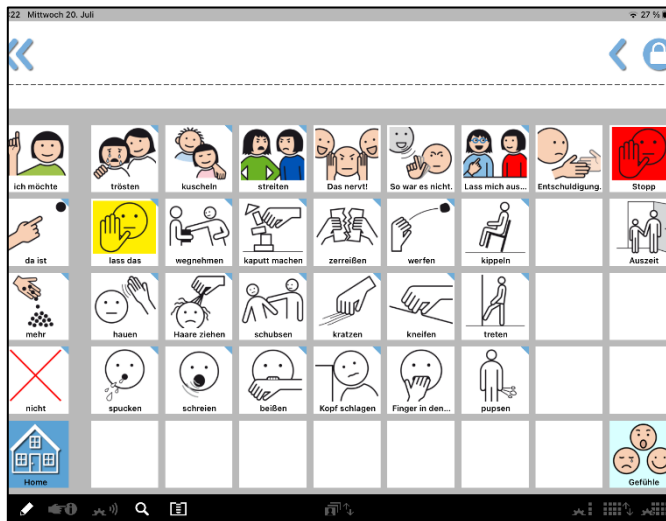 :22 Mittwoch 20. Juli 27 %
ich möchte trösten kuscheln streiten Das nervt! So war es nicht. Lass mich aus... Entschuldigung. Stopp
da ist lass das wegnehmen kaputt machen zerreißen werfen kippeln Auszeit
mehr hauen Haare ziehen schubsen kratzen kneifen treten
nicht spucken schreien beißen Kopf schlagen Finger in den... pupsen
Home Gefühle